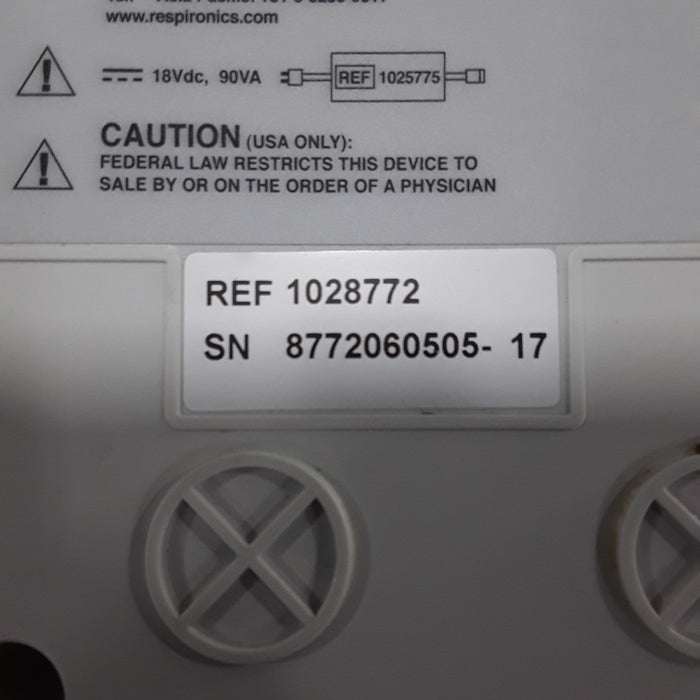 www.respironics.com
18Vdc, 90VA REF 1025775
CAUTION (USA ONLY):
FEDERAL LAW RESTRICTS THIS DEVICE TO
SALE BY OR ON THE ORDER OF A PHYSICIAN
REF 1028772
SN 8772060505- 17